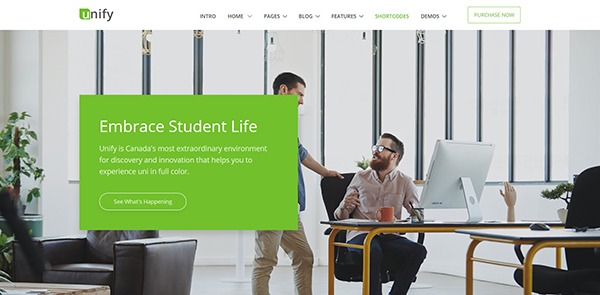 unify
INTRO HOME PAGES BLOG FEATURES SHORTCODES DEMOS PURCHASE NOW
Embrace Student Life
Unify is Canada's most extraordinary environment
for discovery and innovation that helps you to
experience uni in full color.
See What's Happening